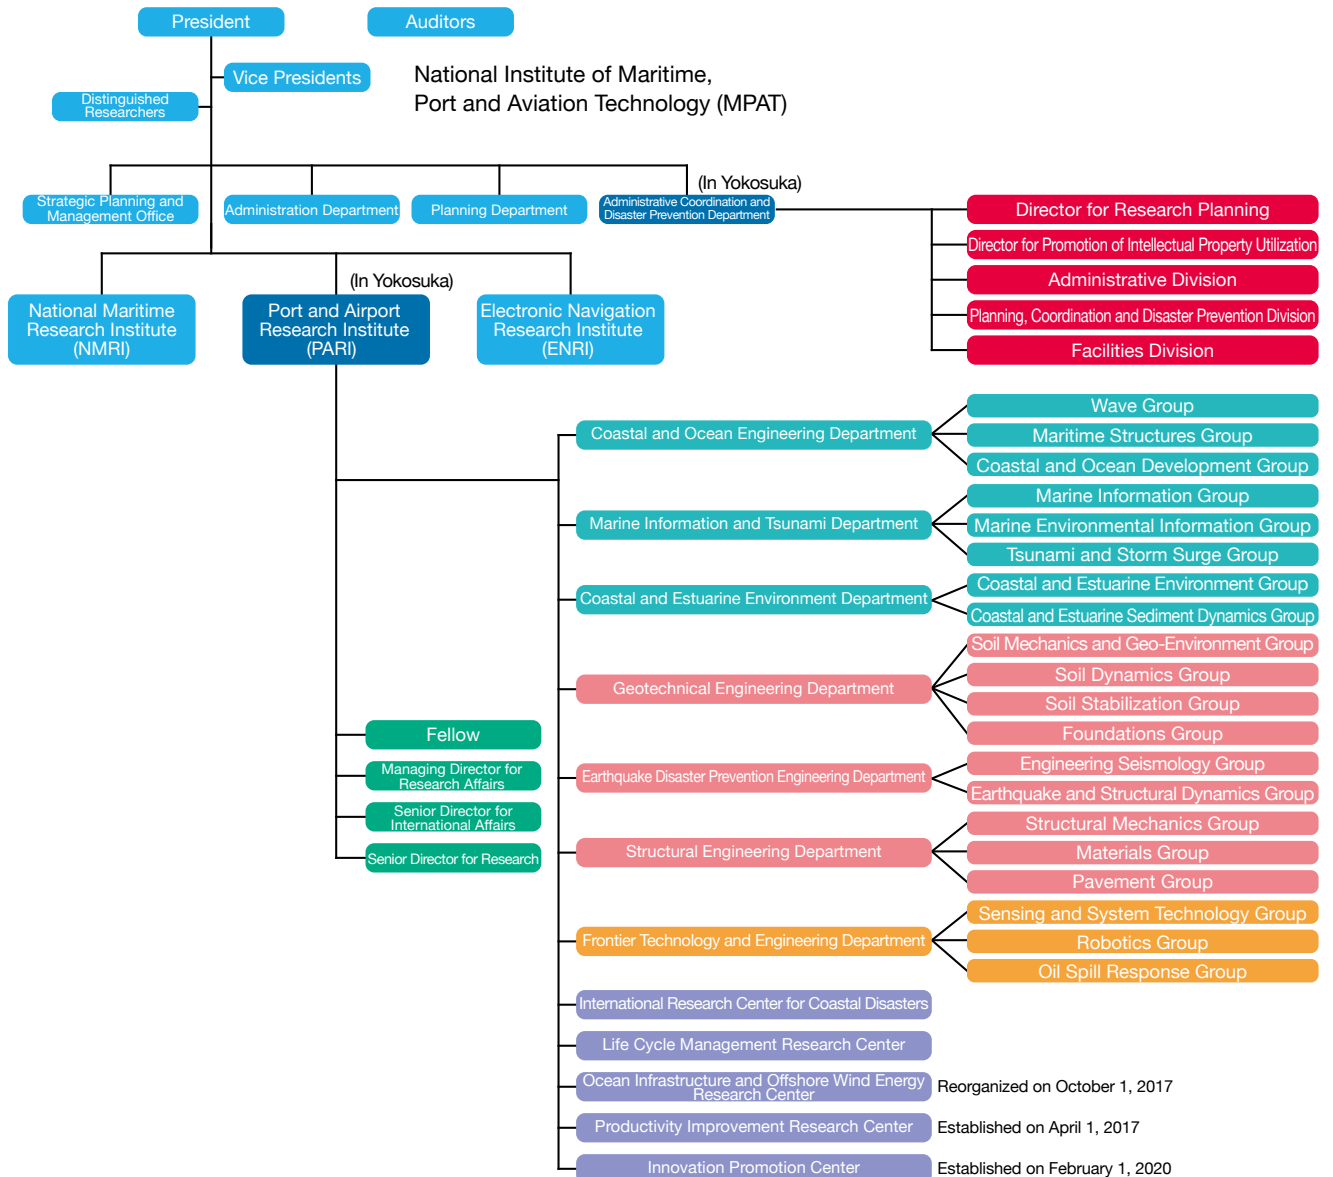 President
Auditors
Vice Presidents
National Institute of Maritime,
Port and Aviation Technology (MPAT)
Distinguished
Researchers
(In Yokosuka)
Strategic Planning and
Management Office
Administration Department
Planning Department
Administrative Coordination and
Disaster Prevention Department
Director for Research Planning
Director for Promotion of Intellectual Property Utilization
Administrative Division
Planning, Coordination and Disaster Prevention Division
Facilities Division
(In Yokosuka)
National Maritime
Research Institute
(NMRI)
Port and Airport
Research Institute
(PARI)
Electronic Navigation
Research Institute
(ENRI)
Coastal and Ocean Engineering Department
Wave Group
Maritime Structures Group
Coastal and Ocean Development Group
Marine Information and Tsunami Department
Marine Information Group
Marine Environmental Information Group
Tsunami and Storm Surge Group
Coastal and Estuarine Environment Department
Coastal and Estuarine Environment Group
Coastal and Estuarine Sediment Dynamics Group
Geotechnical Engineering Department
Soil Mechanics and Geo-Environment Group
Soil Dynamics Group
Soil Stabilization Group
Foundations Group
Fellow
Managing Director for
Research Affairs
Senior Director for
International Affairs
Senior Director for Research
Earthquake Disaster Prevention Engineering Department
Engineering Seismology Group
Earthquake and Structural Dynamics Group
Structural Engineering Department
Structural Mechanics Group
Materials Group
Pavement Group
Frontier Technology and Engineering Department
Sensing and System Technology Group
Robotics Group
Oil Spill Response Group
International Research Center for Coastal Disasters
Life Cycle Management Research Center
Ocean Infrastructure and Offshore Wind Energy
Research Center
Reorganized on October 1, 2017
Productivity Improvement Research Center
Established on April 1, 2017
Innovation Promotion Center
Established on February 1, 2020